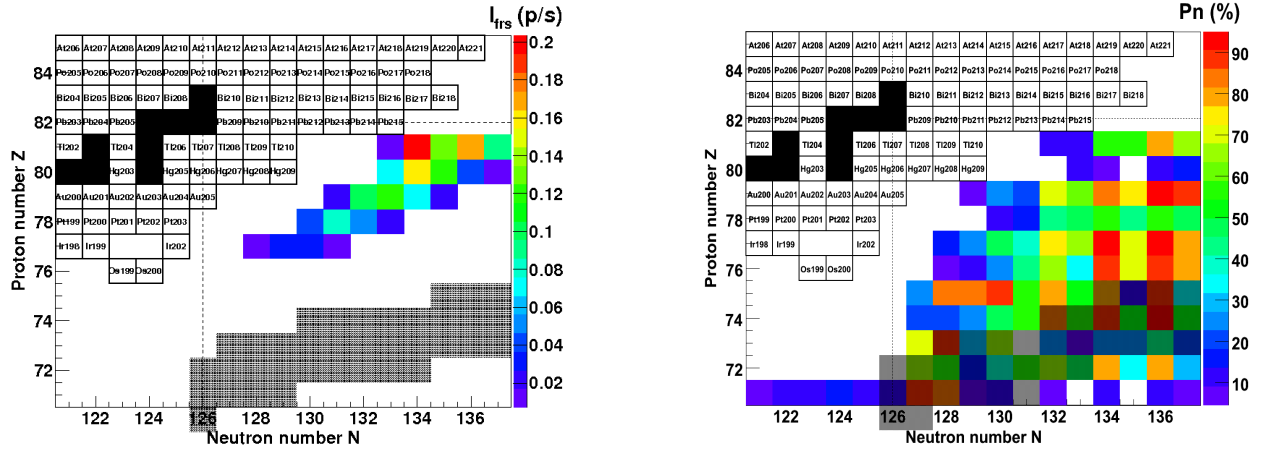 I_frs (p/s)
At206 At207 At208 At209 At210 At211 At212 At213 At214 At215 At216 At217 At218 At219 At220 At221
Po205 Po206 Po207 Po208 Po209 Po210 Po211 Po212 Po213 Po214 Po215 Po216 Po217 Po218
Bi204 Bi205 Bi206 Bi207 Bi208 Bi210 Bi211 Bi212 Bi213 Bi214 Bi215 Bi216 Bi217 Bi218
Pb203 Pb204 Pb205 Pb209 Pb210 Pb211 Pb212 Pb213 Pb214 Pb215
Tl202 Tl204 Tl206 Tl207 Tl208 Tl209 Tl210
Hg203 Hg205 Hg206 Hg207 Hg208 Hg209
Au200 Au201 Au202 Au203 Au204 Au205
Pt199 Pt200 Pt201 Pt202 Pt203
Ir198 Ir199 Ir202
Os199 Os200
Proton number Z
84
82
80
78
76
74
72
122 124 126 128 130 132 134 136
Neutron number N
0.2
0.18
0.16
0.14
0.12
0.1
0.08
0.06
0.04
0.02
Pn (%)
At206 At207 At208 At209 At210 At211 At212 At213 At214 At215 At216 At217 At218 At219 At220 At221
Po205 Po206 Po207 Po208 Po209 Po210 Po211 Po212 Po213 Po214 Po215 Po216 Po217 Po218
Bi204 Bi205 Bi206 Bi207 Bi208 Bi210 Bi211 Bi212 Bi213 Bi214 Bi215 Bi216 Bi217 Bi218
Pb203 Pb204 Pb205 Pb209 Pb210 Pb211 Pb212 Pb213 Pb214 Pb215
Tl202 Tl204 Tl206 Tl207 Tl208 Tl209 Tl210
Hg203 Hg205 Hg206 Hg207 Hg208 Hg209
Au200 Au201 Au202 Au203 Au204 Au205
Pt199 Pt200 Pt201 Pt202 Pt203
Ir198 Ir199 Ir202
Os199 Os200
Proton number Z
84
82
80
78
76
74
72
122 124 126 128 130 132 134 136
Neutron number N
90
80
70
60
50
40
30
20
10